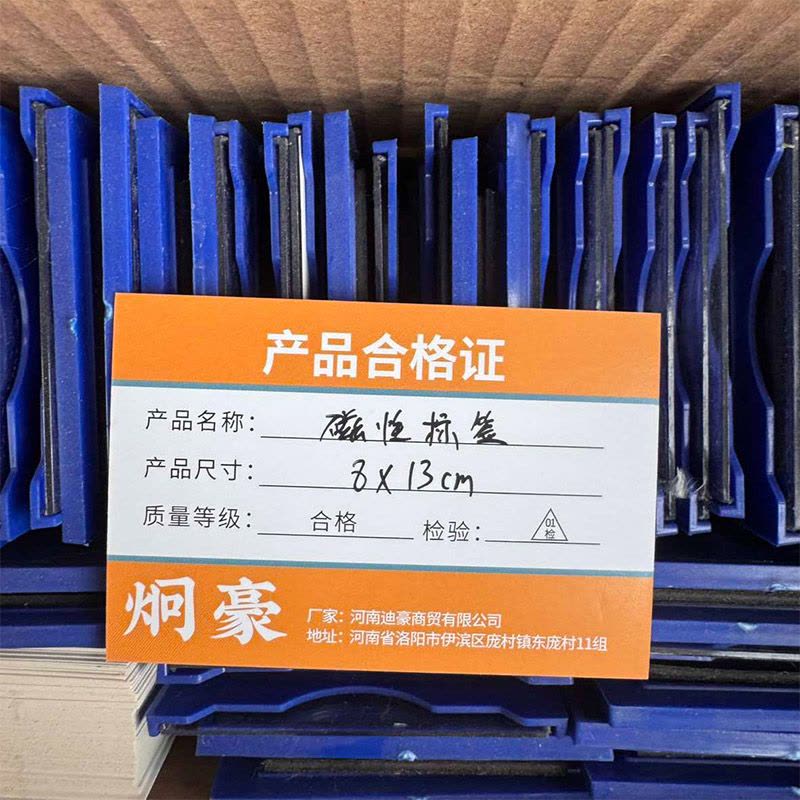 产品合格证
产品名称：磁性标签
产品尺寸：8X13cm
质量等级：合格 检验：01检
炯豪
厂家：河南迪豪商贸有限公司
地址：河南省洛阳市伊滨区庞村镇东庞村11组